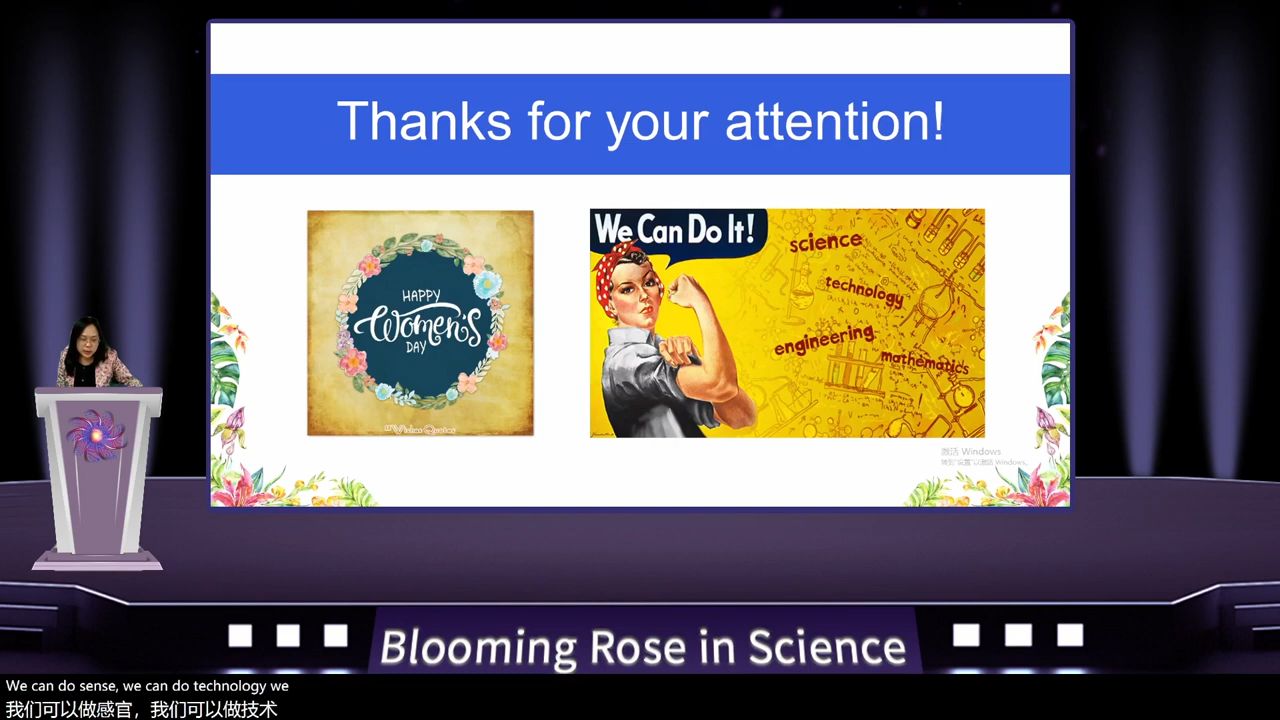 Thanks for your attention!
HAPPY
Women's
DAY
We Can Do It!
science
technology
engineering
mathematics
激活 Windows
Blooming Rose in Science
We can do sense, we can do technology we
我们可以做感官，我们可以做技术